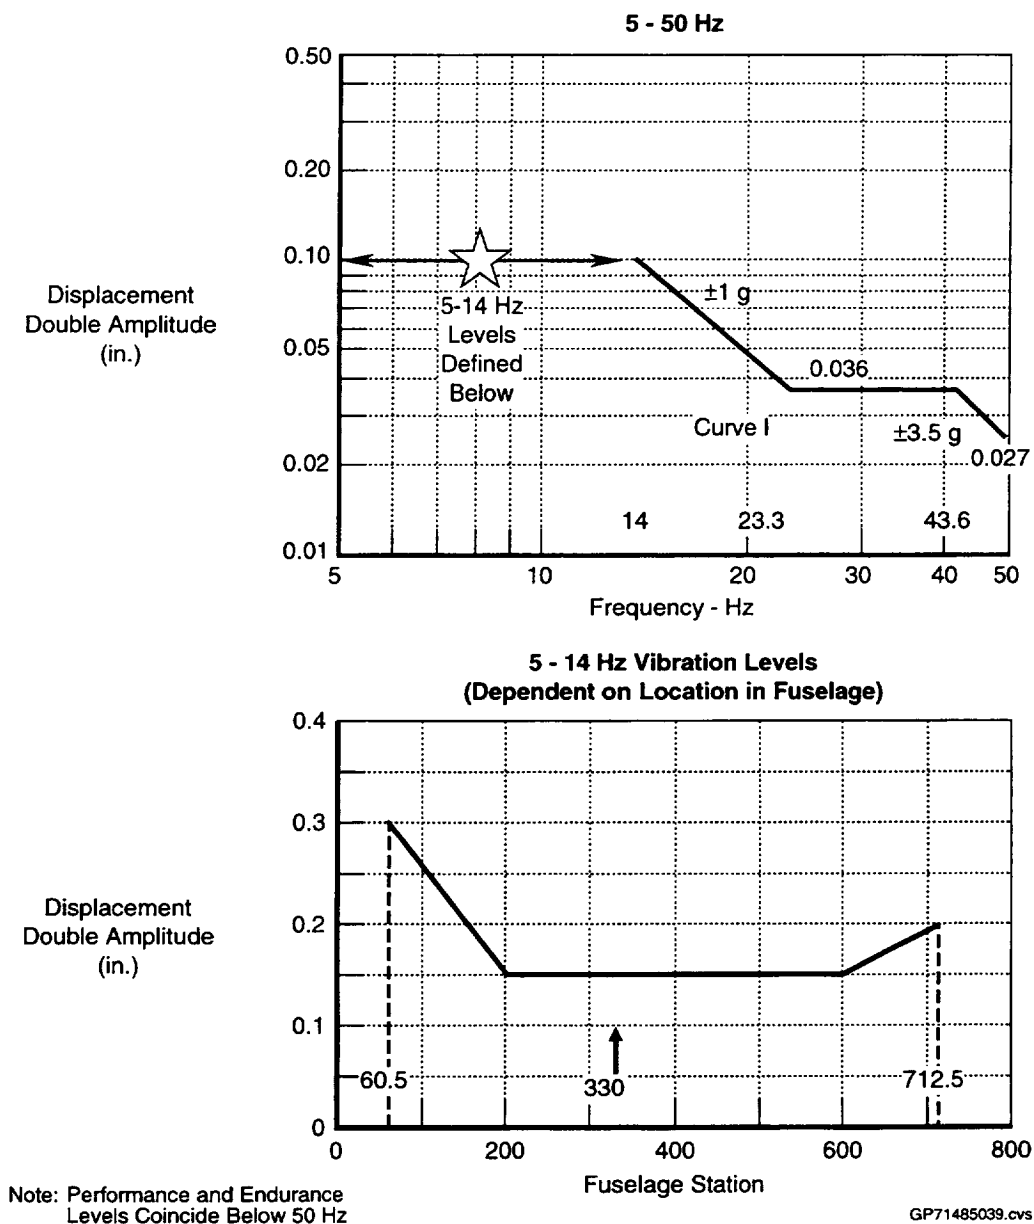 5 - 50 Hz
0.50
0.20
0.10
0.05
0.02
0.01
Displacement
Double Amplitude
(in.)
5-14 Hz
Levels
Defined
Below
±1 g
0.036
Curve I
±3.5 g
0.027
14
23.3
43.6
5
10
20
30
40
50
Frequency - Hz
5 - 14 Hz Vibration Levels
(Dependent on Location in Fuselage)
0.4
0.3
0.2
0.1
0
Displacement
Double Amplitude
(in.)
60.5
330
712.5
0
200
400
600
800
Fuselage Station
Note: Performance and Endurance
Levels Coincide Below 50 Hz
GP71485039.cvs